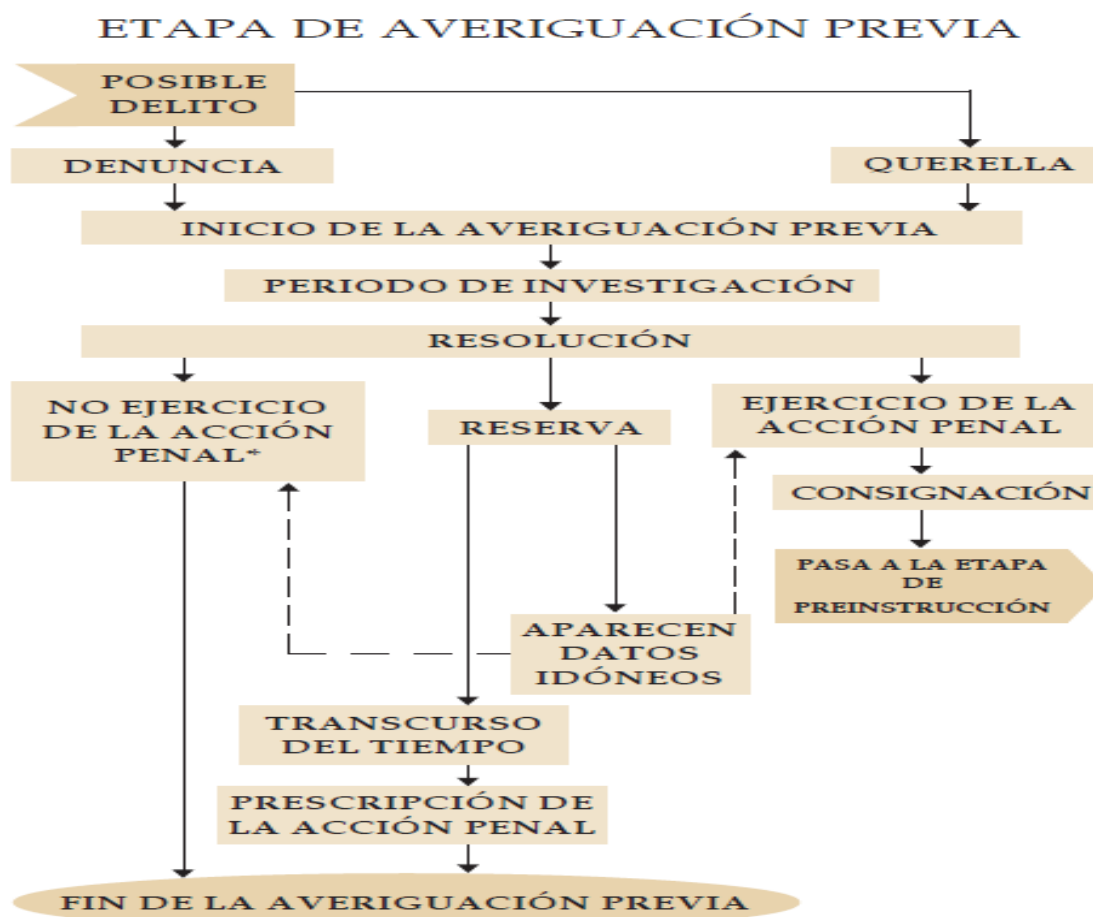 ETAPA DE AVERIGUACIÓN PREVIA
POSIBLE
DELITO
DENUNCIA
QUERELLA
INICIO DE LA AVERIGUACIÓN PREVIA
PERIODO DE INVESTIGACIÓN
RESOLUCIÓN
NO EJERCICIO
DE LA ACCIÓN
PENAL*
RESERVA
EJERCICIO DE LA
ACCIÓN PENAL
CONSIGNACIÓN
PASA A LA ETAPA
DE
PREINSTRUCCIÓN
APARECEN
DATOS
IDÓNEOS
TRANSCURSO
DEL TIEMPO
PRESCRIPCIÓN DE
LA ACCIÓN PENAL
FIN DE LA AVERIGUACIÓN PREVIA